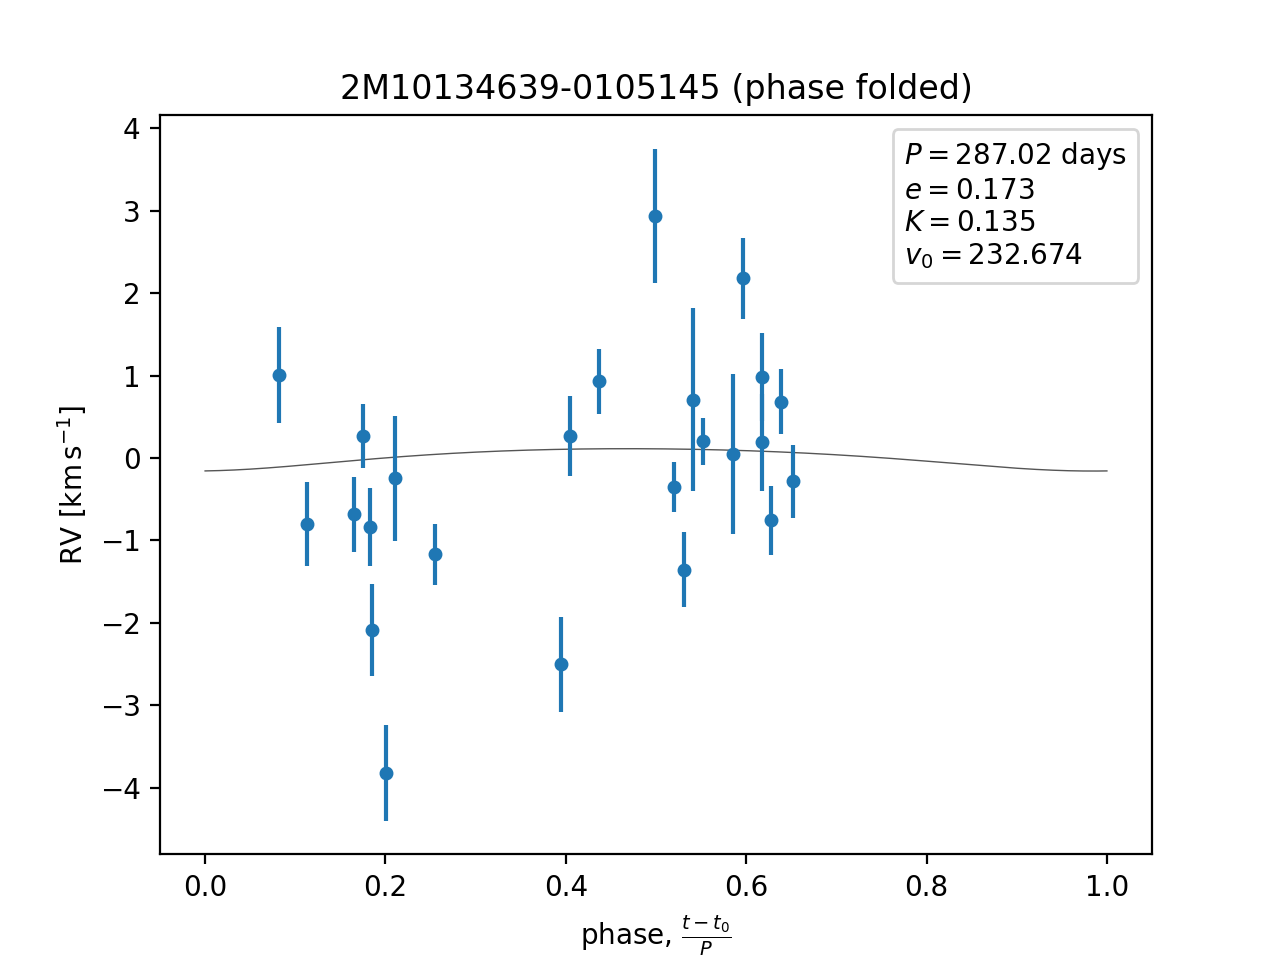 2M10134639-0105145 (phase folded)
P = 287.02 days
e = 0.173
K = 0.135
v₀ = 232.674
4
3
2
1
0
−1
−2
−3
−4
RV [km s⁻¹]
0.0 0.2 0.4 0.6 0.8 1.0
phase, (t − t₀)/P